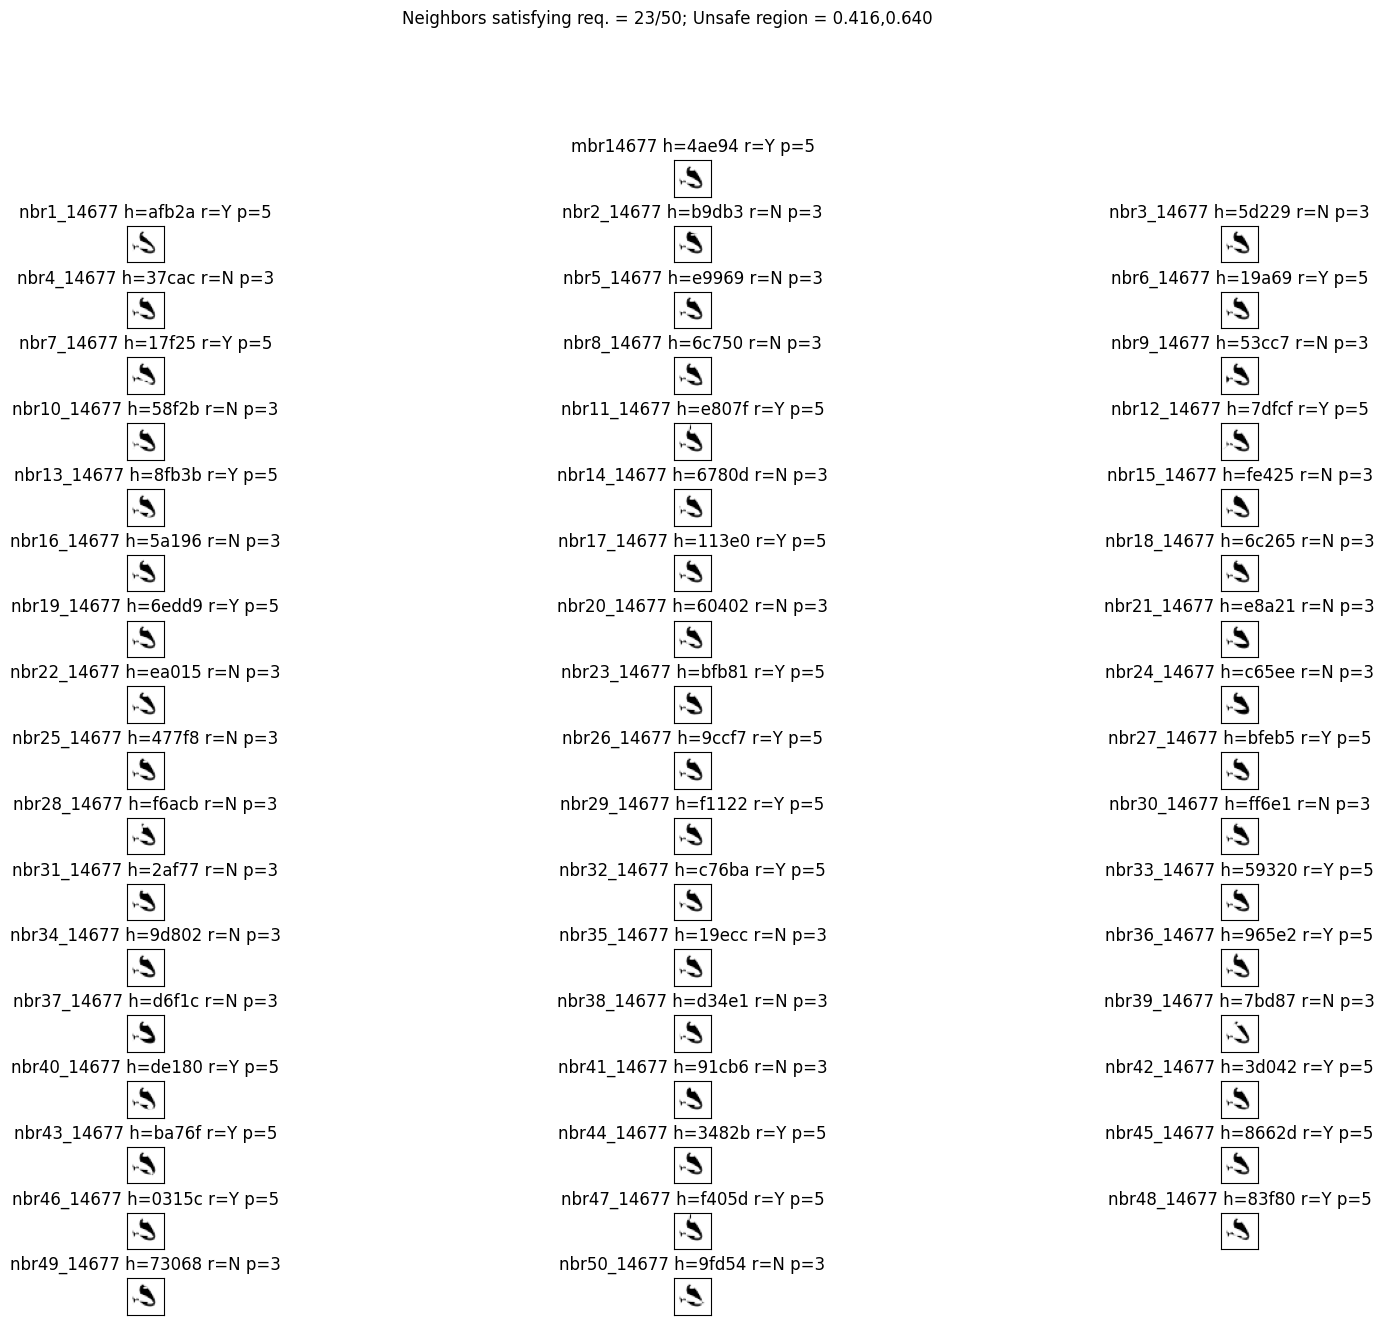 Neighbors satisfying req. = 23/50; Unsafe region = 0.416,0.640
mbr14677 h=4ae94 r=Y p=5
nbr1_14677 h=afb2a r=Y p=5
nbr2_14677 h=b9db3 r=N p=3
nbr3_14677 h=5d229 r=N p=3
nbr4_14677 h=37cac r=N p=3
nbr5_14677 h=e9969 r=N p=3
nbr6_14677 h=19a69 r=Y p=5
nbr7_14677 h=17f25 r=Y p=5
nbr8_14677 h=6c750 r=N p=3
nbr9_14677 h=53cc7 r=N p=3
nbr10_14677 h=58f2b r=N p=3
nbr11_14677 h=e807f r=Y p=5
nbr12_14677 h=7dfcf r=Y p=5
nbr13_14677 h=8fb3b r=Y p=5
nbr14_14677 h=6780d r=N p=3
nbr15_14677 h=fe425 r=N p=3
nbr16_14677 h=5a196 r=N p=3
nbr17_14677 h=113e0 r=Y p=5
nbr18_14677 h=6c265 r=N p=3
nbr19_14677 h=6edd9 r=Y p=5
nbr20_14677 h=60402 r=N p=3
nbr21_14677 h=e8a21 r=N p=3
nbr22_14677 h=ea015 r=N p=3
nbr23_14677 h=bfb81 r=Y p=5
nbr24_14677 h=c65ee r=N p=3
nbr25_14677 h=477f8 r=N p=3
nbr26_14677 h=9ccf7 r=Y p=5
nbr27_14677 h=bfeb5 r=Y p=5
nbr28_14677 h=f6acb r=N p=3
nbr29_14677 h=f1122 r=Y p=5
nbr30_14677 h=ff6e1 r=N p=3
nbr31_14677 h=2af77 r=N p=3
nbr32_14677 h=c76ba r=Y p=5
nbr33_14677 h=59320 r=Y p=5
nbr34_14677 h=9d802 r=N p=3
nbr35_14677 h=19ecc r=N p=3
nbr36_14677 h=965e2 r=Y p=5
nbr37_14677 h=d6f1c r=N p=3
nbr38_14677 h=d34e1 r=N p=3
nbr39_14677 h=7bd87 r=N p=3
nbr40_14677 h=de180 r=Y p=5
nbr41_14677 h=91cb6 r=N p=3
nbr42_14677 h=3d042 r=Y p=5
nbr43_14677 h=ba76f r=Y p=5
nbr44_14677 h=3482b r=Y p=5
nbr45_14677 h=8662d r=Y p=5
nbr46_14677 h=0315c r=Y p=5
nbr47_14677 h=f405d r=Y p=5
nbr48_14677 h=83f80 r=Y p=5
nbr49_14677 h=73068 r=N p=3
nbr50_14677 h=9fd54 r=N p=3